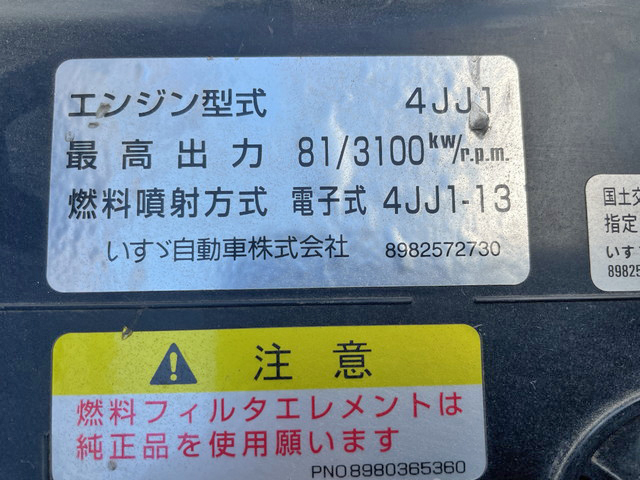 エンジン型式 4JJ1
最高出力 81/3100kW/r.p.m.
燃料噴射方式 電子式 4JJ1-13
いすゞ自動車株式会社 8982572730
国土交
指定
いすゞ
89825
注意
燃料フィルタエレメントは
純正品を使用願います
PNO8980365360